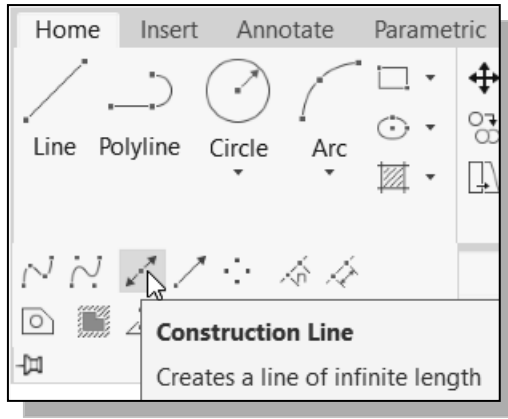 Home Insert Annotate Parametric
Line Polyline Circle Arc
Construction Line
Creates a line of infinite length